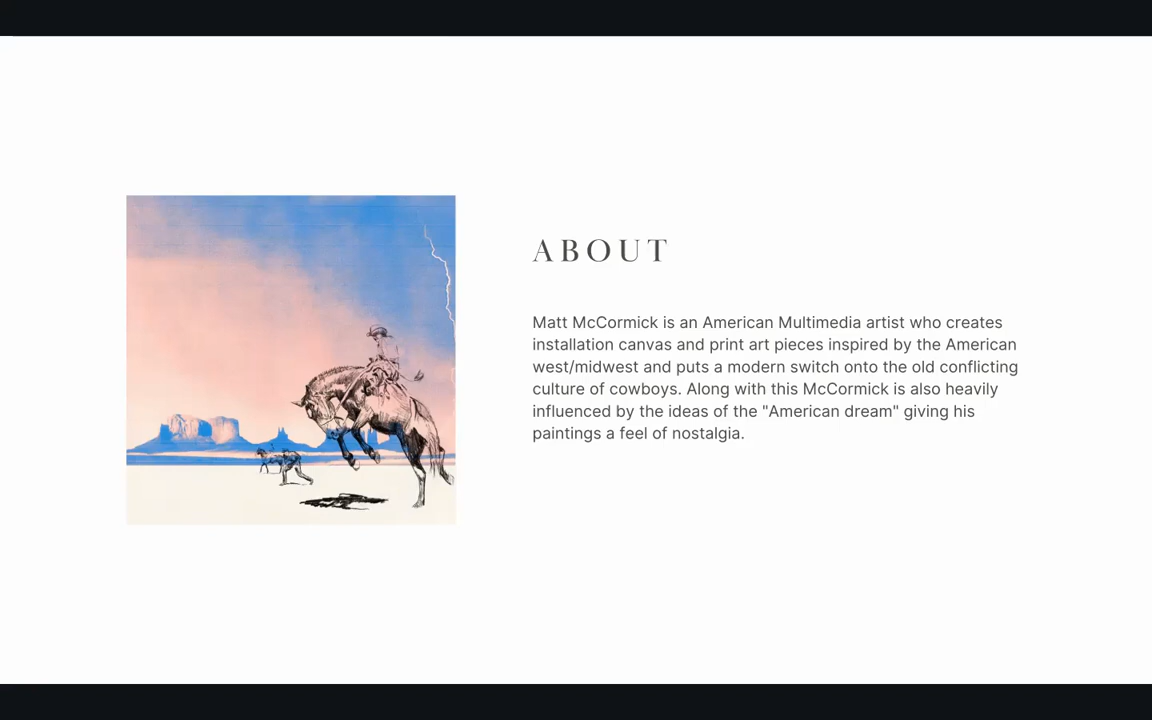 ABOUT
Matt McCormick is an American Multimedia artist who creates
installation canvas and print art pieces inspired by the American
west/midwest and puts a modern switch onto the old conflicting
culture of cowboys. Along with this McCormick is also heavily
influenced by the ideas of the "American dream" giving his
paintings a feel of nostalgia.